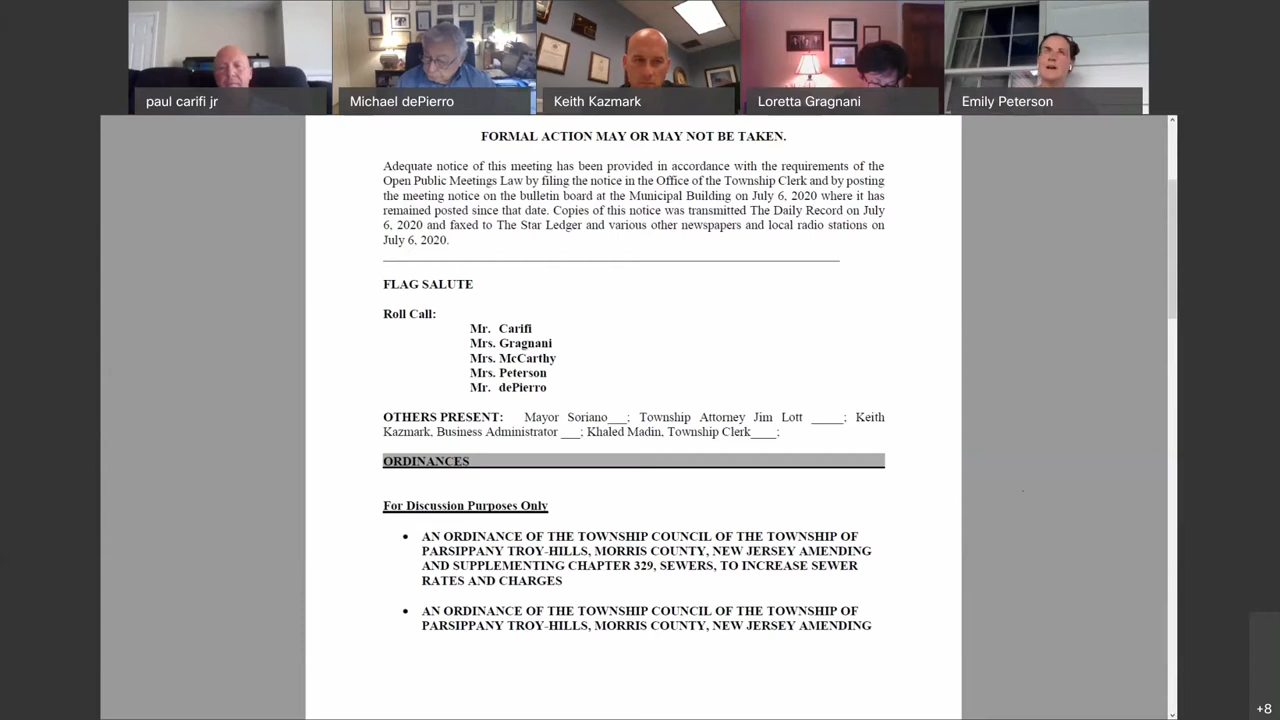 paul carifi jr
Michael dePierro
Keith Kazmark
Loretta Gragnani
Emily Peterson
FORMAL ACTION MAY OR MAY NOT BE TAKEN.
Adequate notice of this meeting has been provided in accordance with the requirements of the
Open Public Meetings Law by filing the notice in the Office of the Township Clerk and by posting
the meeting notice on the bulletin board at the Municipal Building on July 6, 2020 where it has
remained posted since that date. Copies of this notice was transmitted The Daily Record on July
6, 2020 and faxed to The Star Ledger and various other newspapers and local radio stations on
July 6, 2020.
FLAG SALUTE
Roll Call:
Mr. Carifi
Mrs. Gragnani
Mrs. McCarthy
Mrs. Peterson
Mr. dePierro
OTHERS PRESENT: Mayor Soriano___; Township Attorney Jim Lott _____; Keith
Kazmark, Business Administrator ___; Khaled Madin, Township Clerk____;
ORDINANCES
For Discussion Purposes Only
• AN ORDINANCE OF THE TOWNSHIP COUNCIL OF THE TOWNSHIP OF
PARSIPPANY TROY-HILLS, MORRIS COUNTY, NEW JERSEY AMENDING
AND SUPPLEMENTING CHAPTER 329, SEWERS, TO INCREASE SEWER
RATES AND CHARGES
• AN ORDINANCE OF THE TOWNSHIP COUNCIL OF THE TOWNSHIP OF
PARSIPPANY TROY-HILLS, MORRIS COUNTY, NEW JERSEY AMENDING
+8